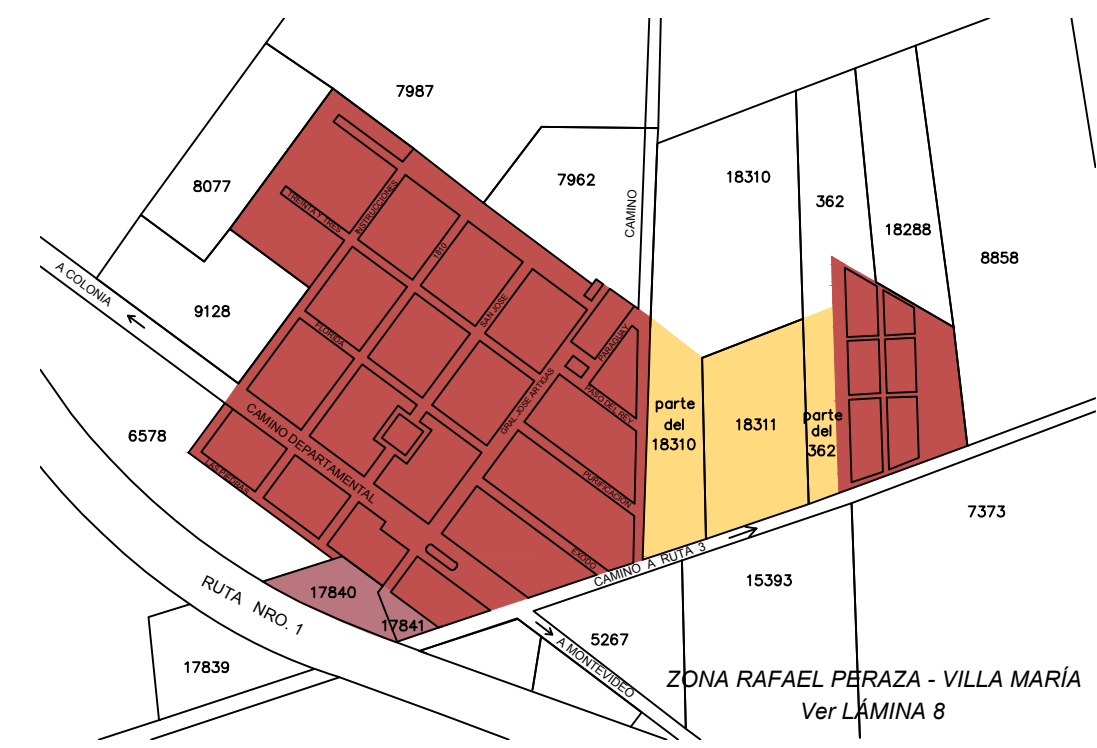 7987
8077
7962
CAMINO
18310
362
18288
8858
INSTRUCCIONES
TREINTA Y TRES
1810
A COLONIA
9128
SAN JOSE
FLORIDA
PARAGUAY
GRAL JOSE ARTIGAS
PASO DEL REY
parte
del
18310
18311
parte
del
362
6578
CAMINO DEPARTAMENTAL
LAS PIEDRAS
PURIFICACION
EXODO
7373
CAMINO A RUTA 3
15393
17840
17841
RUTA NRO. 1
5267
A MONTEVIDEO
17839
ZONA RAFAEL PERAZA - VILLA MARÍA
Ver LÁMINA 8